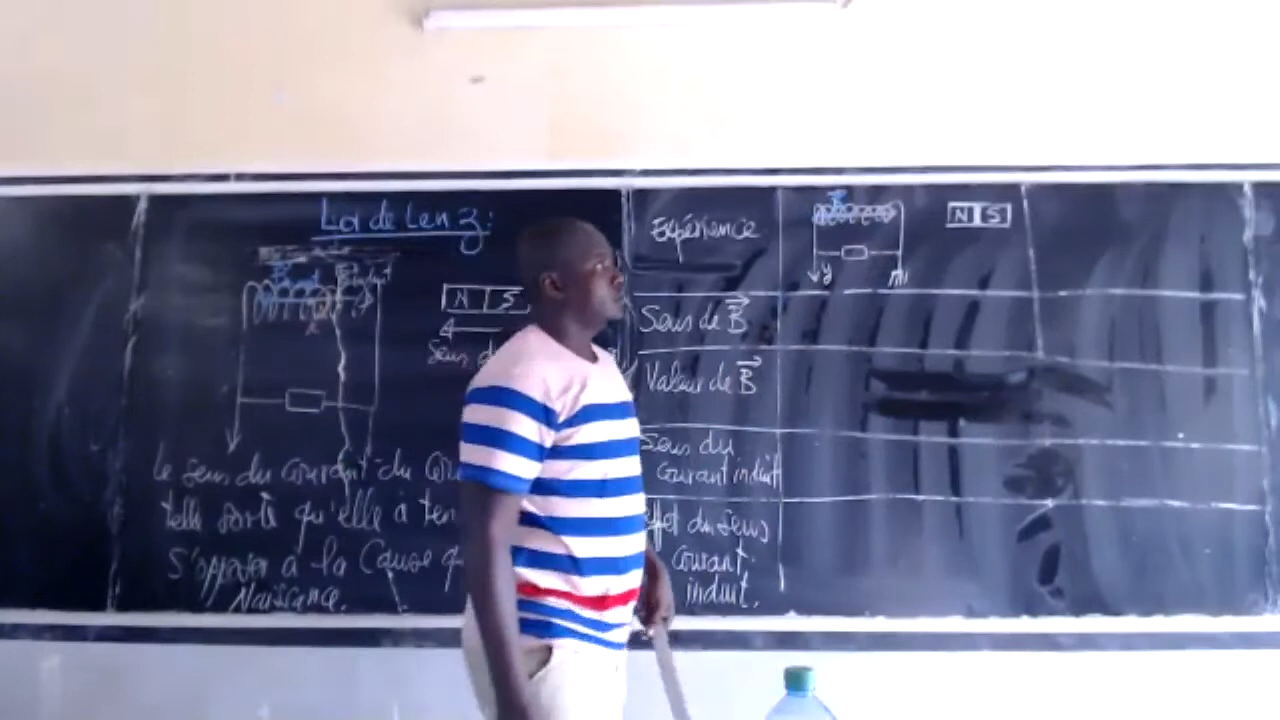 Loi de Lenz:
B
N S
Sens d
le sens du courant
telle sorte qu'elle à ten
s'opposer à la cause q
Naissance.
Expérience
B
N S
y
Sens de B
Valeur de B
Sens du
courant induit
effet du sens
courant
induit.